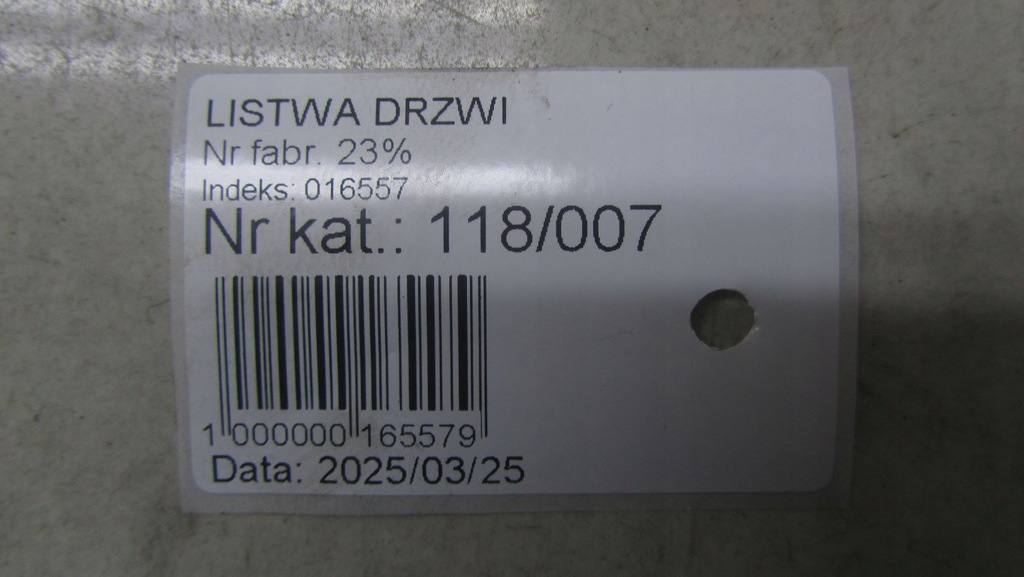 LISTWA DRZWI
Nr fabr. 23%
Indeks: 016557
Nr kat.: 118/007
1 000000 165579
Data: 2025/03/25